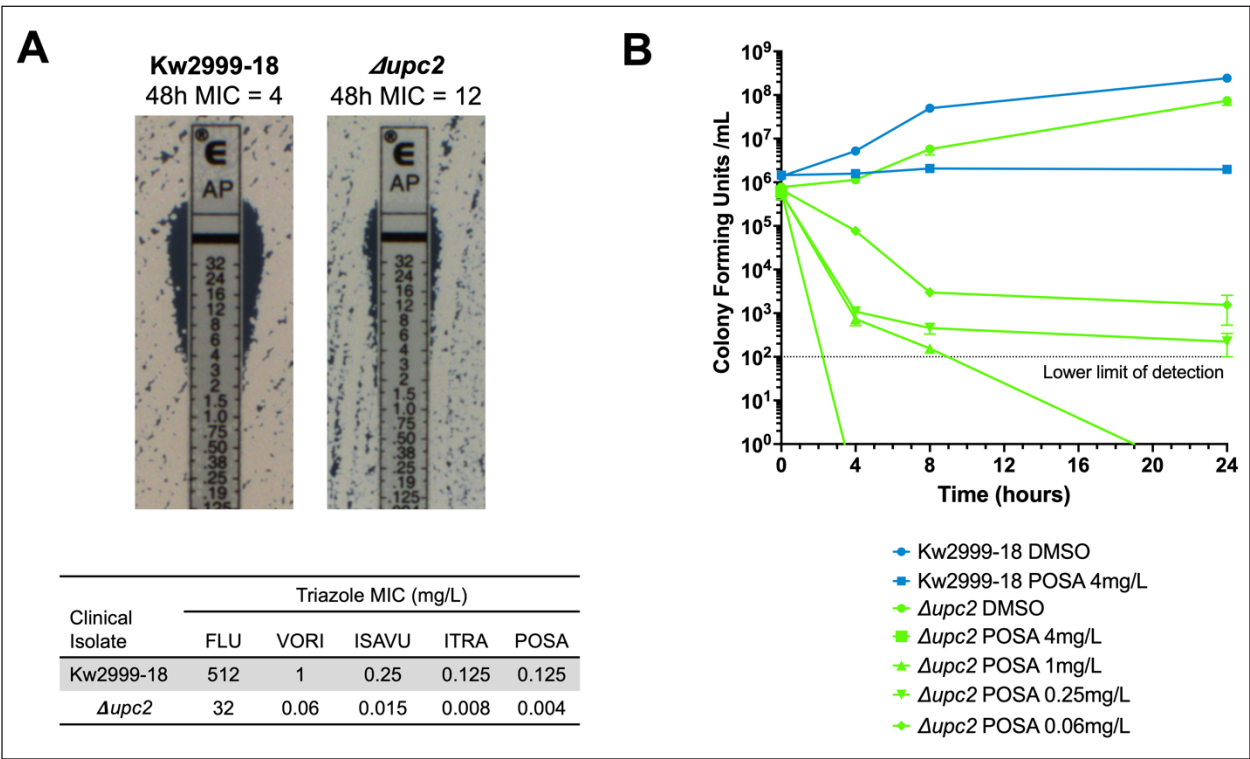 A
Kw2999-18
48h MIC = 4
Δupc2
48h MIC = 12
® E
AP
32
24
16
12
8
6
4
3
2
1.5
1.0
.75
.50
.38
.25
.19
.125
® E
AP
32
24
16
12
8
6
4
3
2
1.5
1.0
.75
.50
.38
.25
.19
.125
Triazole MIC (mg/L)
Clinical
Isolate
FLU VORI ISAVU ITRA POSA
Kw2999-18 512 1 0.25 0.125 0.125
Δupc2 32 0.06 0.015 0.008 0.004
B
Colony Forming Units /mL
10⁹
10⁸
10⁷
10⁶
10⁵
10⁴
10³
10²
10¹
10⁰
Lower limit of detection
0 4 8 12 16 20 24
Time (hours)
Kw2999-18 DMSO
Kw2999-18 POSA 4mg/L
Δupc2 DMSO
Δupc2 POSA 4mg/L
Δupc2 POSA 1mg/L
Δupc2 POSA 0.25mg/L
Δupc2 POSA 0.06mg/L